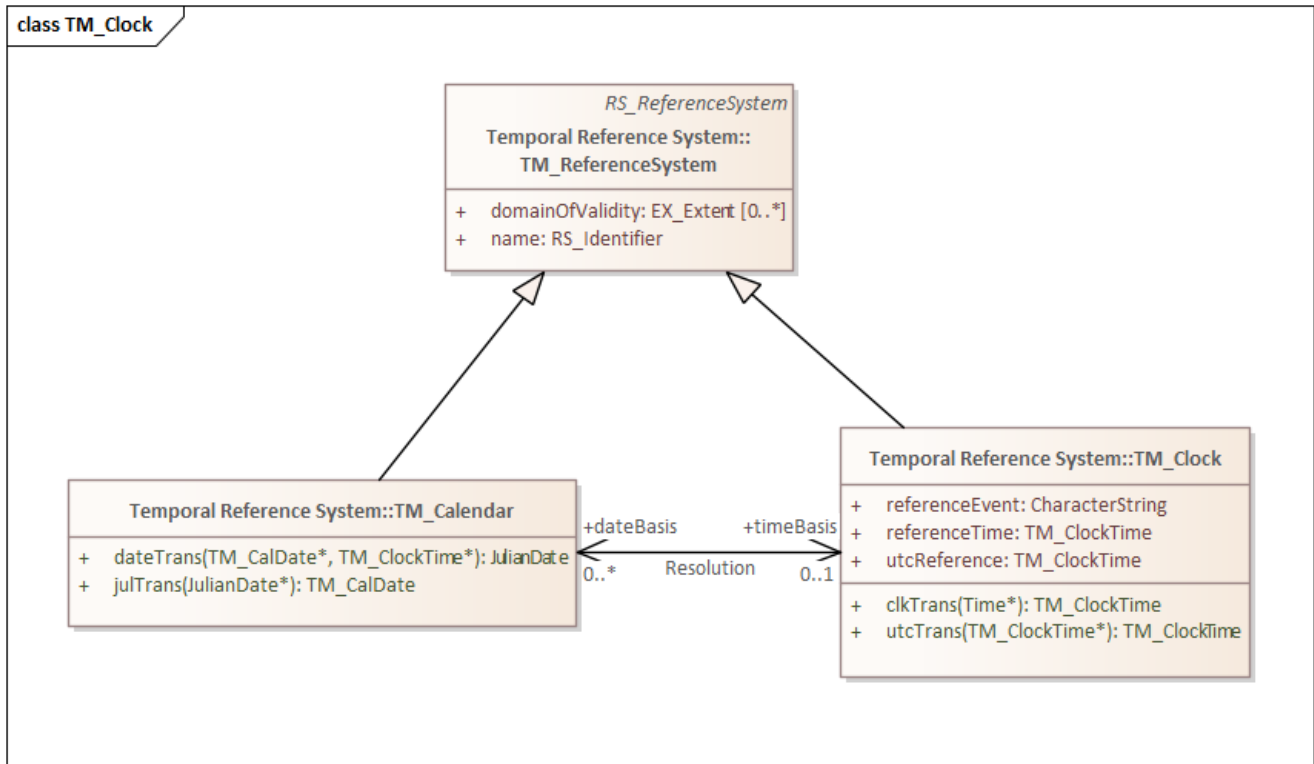 class TM_Clock
RS_ReferenceSystem
Temporal Reference System::
TM_ReferenceSystem
+ domainOfValidity: EX_Extent [0..*]
+ name: RS_Identifier
Temporal Reference System::TM_Calendar
+ dateTrans(TM_CalDate*, TM_ClockTime*): JulianDate
+ julTrans(JulianDate*): TM_CalDate
+dateBasis
+timeBasis
0..*
Resolution
0..1
Temporal Reference System::TM_Clock
+ referenceEvent: CharacterString
+ referenceTime: TM_ClockTime
+ utcReference: TM_ClockTime
+ clkTrans(Time*): TM_ClockTime
+ utcTrans(TM_ClockTime*): TM_ClockTime